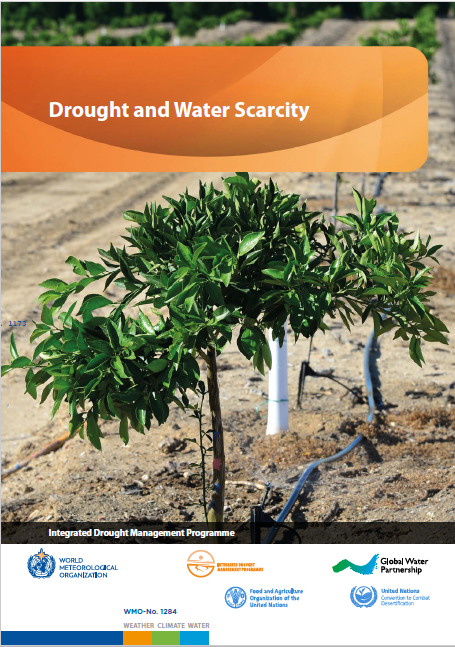 Drought and Water Scarcity
/ 1173
Integrated Drought Management Programme
WORLD
METEOROLOGICAL
ORGANIZATION
INTEGRATED DROUGHT
MANAGEMENT PROGRAMME
Global Water
Partnership
Food and Agriculture
Organization of the
United Nations
United Nations
Convention to Combat
Desertification
WMO-No. 1284
WEATHER CLIMATE WATER